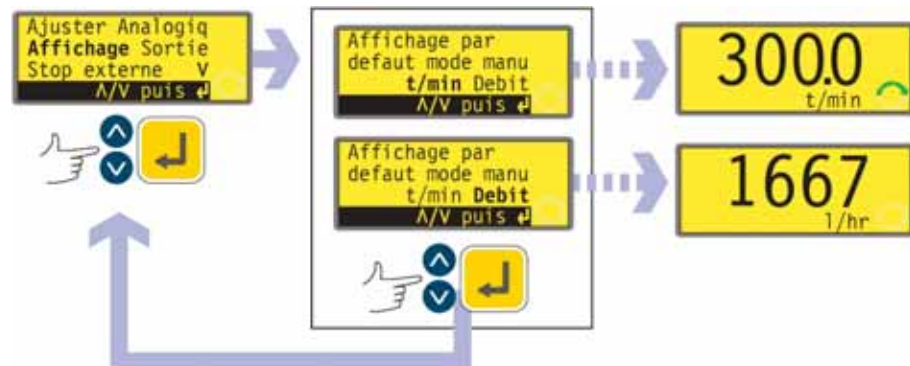 Ajuster Analogiq
Affichage Sortie
Stop externe V
Λ/V puis ↲
Affichage par
defaut mode manu
t/min Debit
Λ/V puis ↲
300.0
t/min
Affichage par
defaut mode manu
t/min Debit
Λ/V puis ↲
1667
l/hr